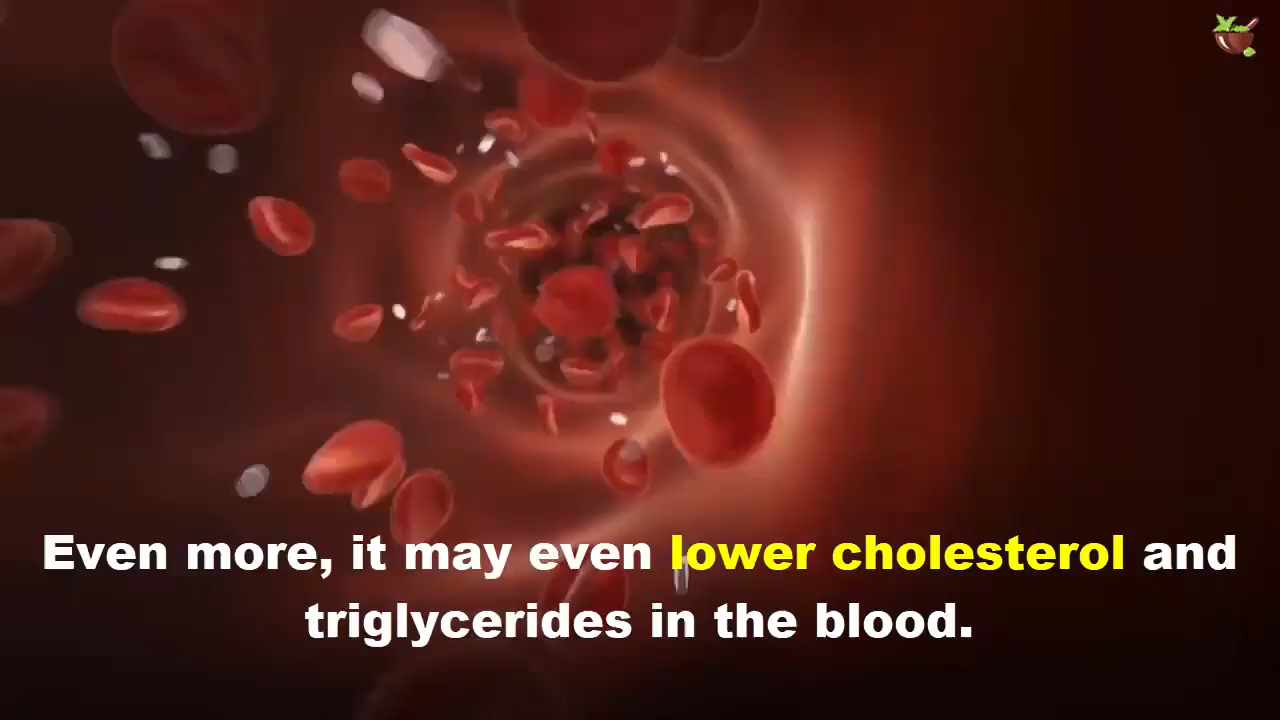 Even more, it may even lower cholesterol and
triglycerides in the blood.